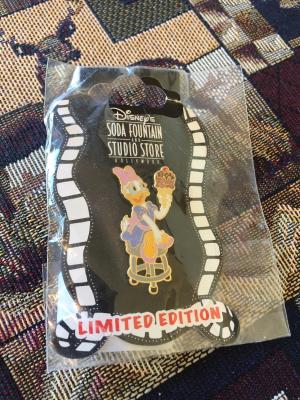 Disney's
SODA FOUNTAIN
AND
STUDIO STORE
HOLLYWOOD
LIMITED EDITION